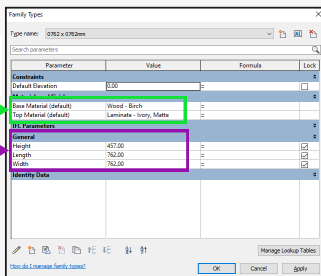 Family Types
Type name: 0762 x 0762mm
Search parameters
Parameter Value Formula Lock
Constraints
Default Elevation 0.00 =
Base Material (default) Wood - Birch =
Top Material (default) Laminate - Ivory, Matte =
IFC Parameters
General
Height 457.00 =
Length 762.00 =
Width 762.00 =
Identity Data
Manage Lookup Tables
How do I manage family types?
OK Cancel Apply